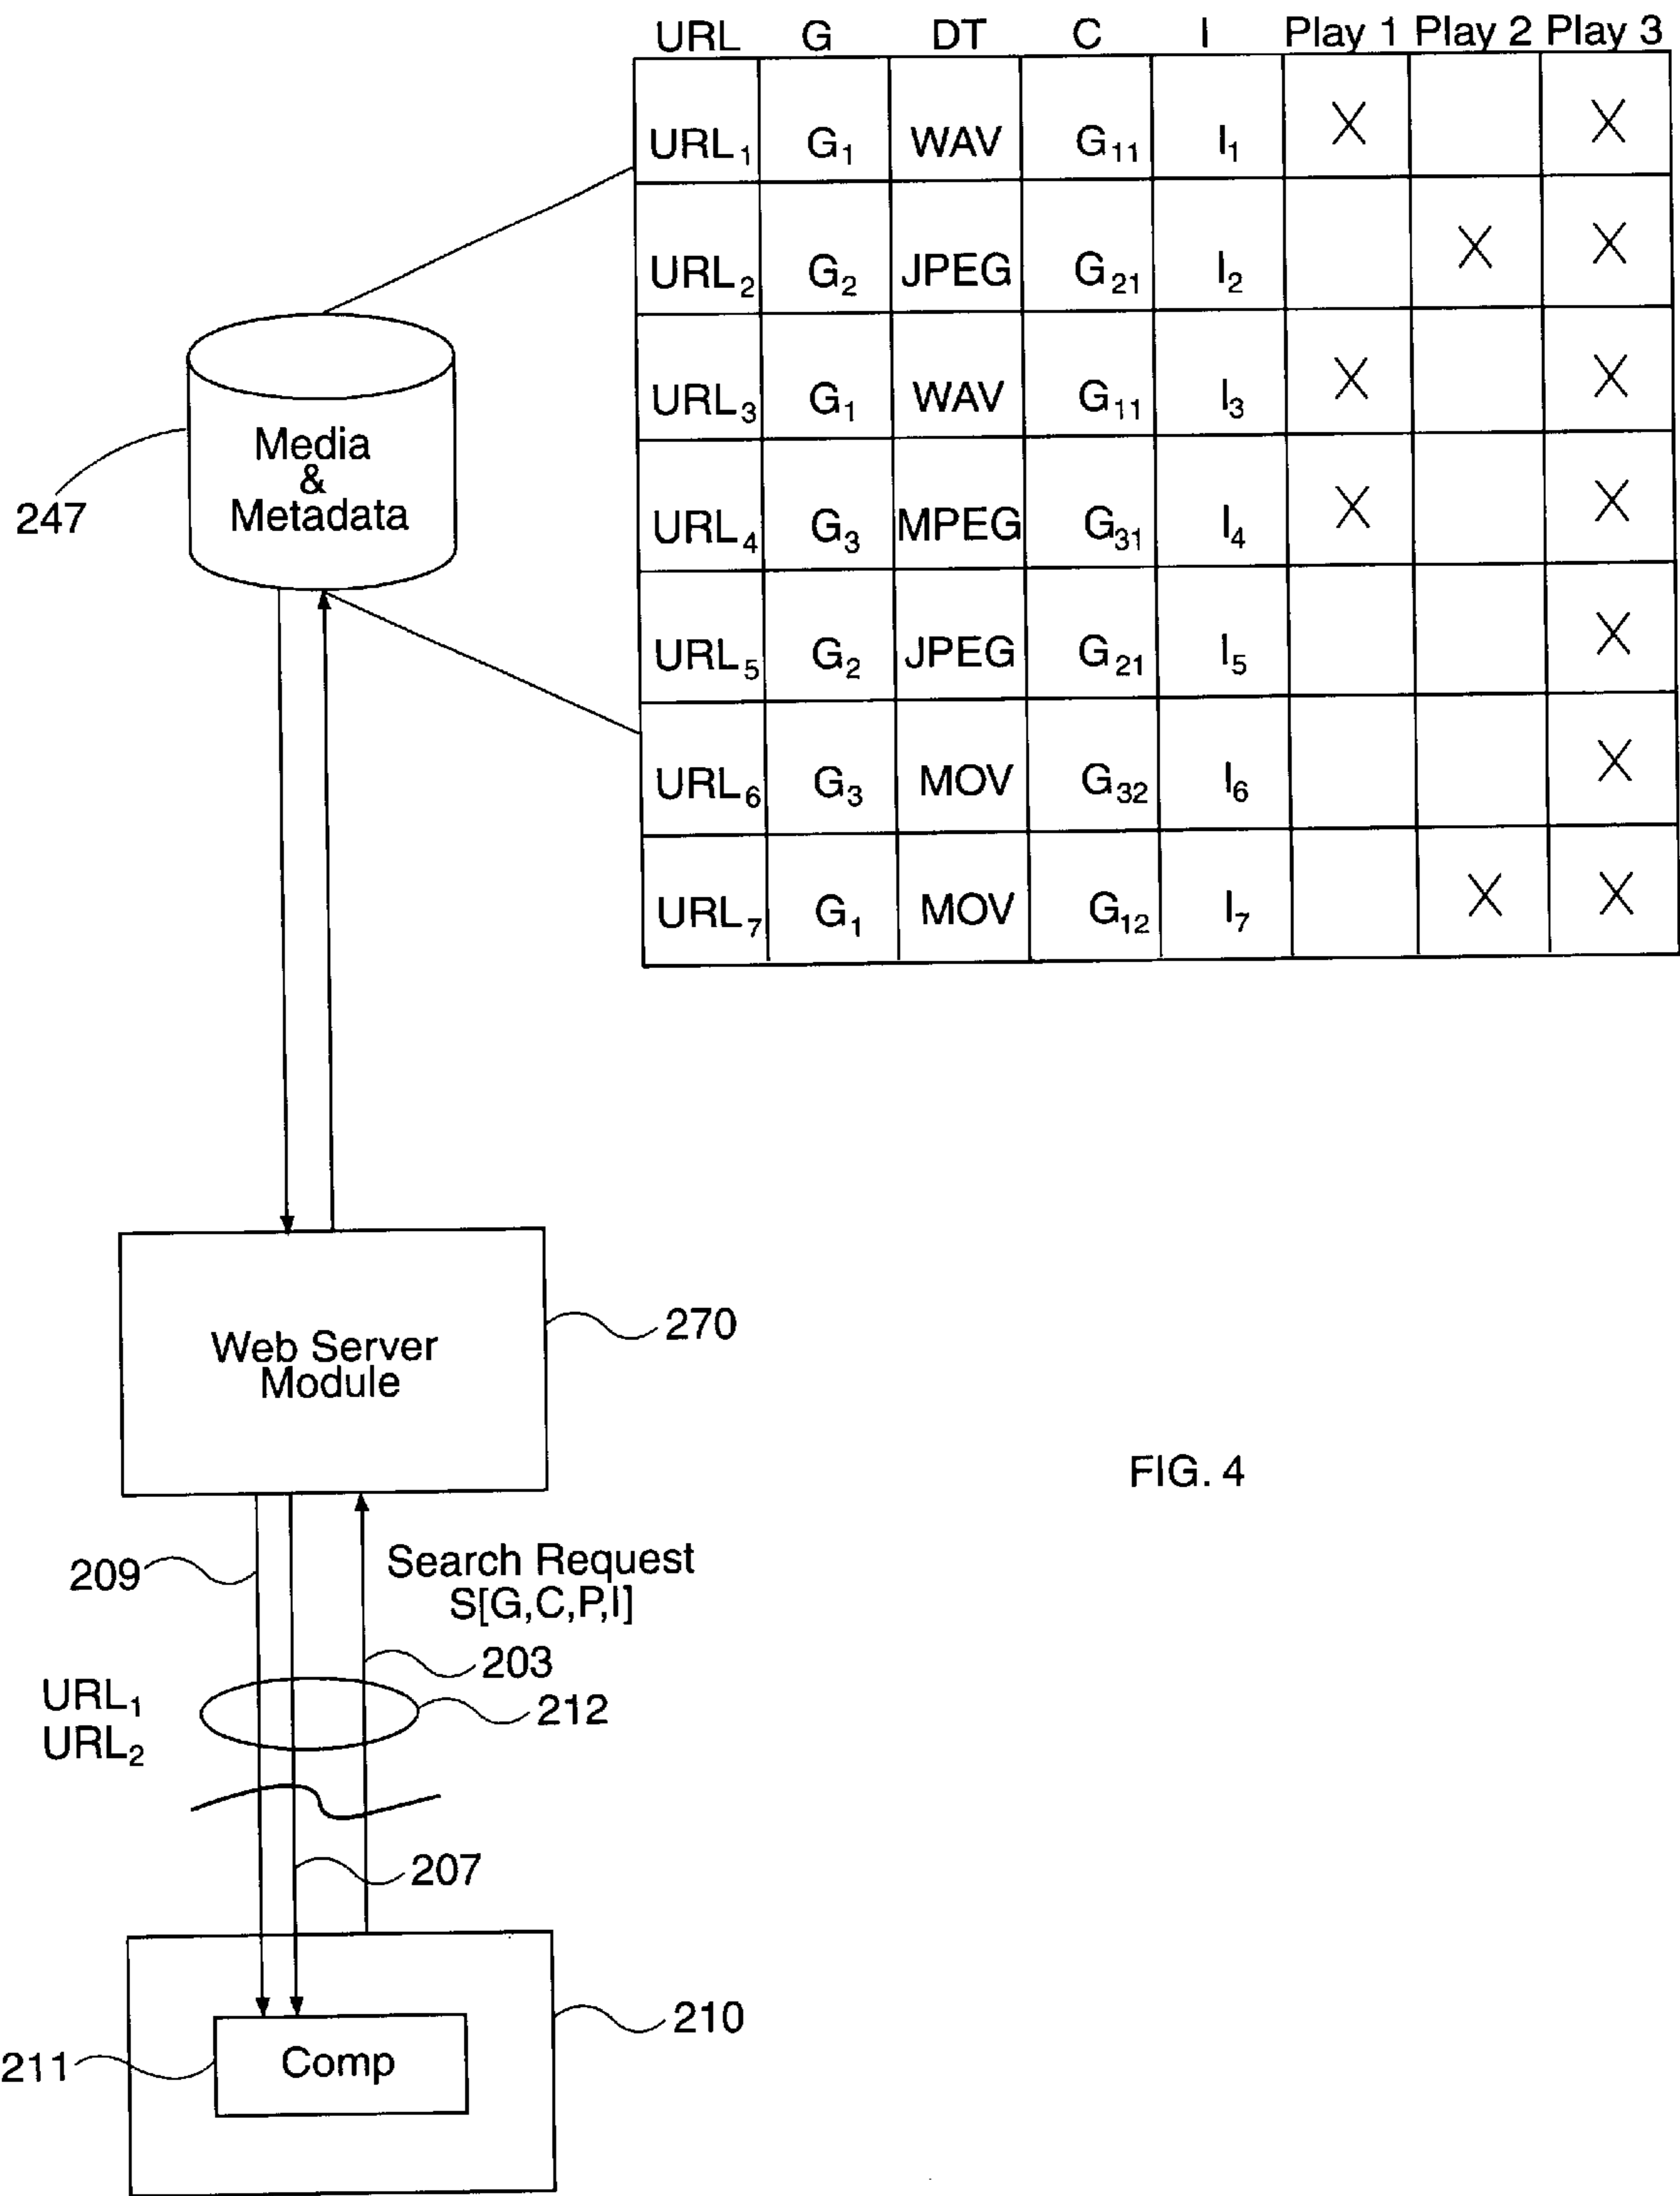 URL G DT C I Play 1 Play 2 Play 3
URL₁ G₁ WAV G₁₁ I₁ X X
URL₂ G₂ JPEG G₂₁ I₂ X X
URL₃ G₁ WAV G₁₁ I₃ X X
URL₄ G₃ MPEG G₃₁ I₄ X X
URL₅ G₂ JPEG G₂₁ I₅ X
URL₆ G₃ MOV G₃₂ I₆ X
URL₇ G₁ MOV G₁₂ I₇ X X
Media
&
Metadata
247
Web Server
Module
270
FIG. 4
209
Search Request
S[G,C,P,I]
203
URL₁
URL₂
212
207
210
211
Comp